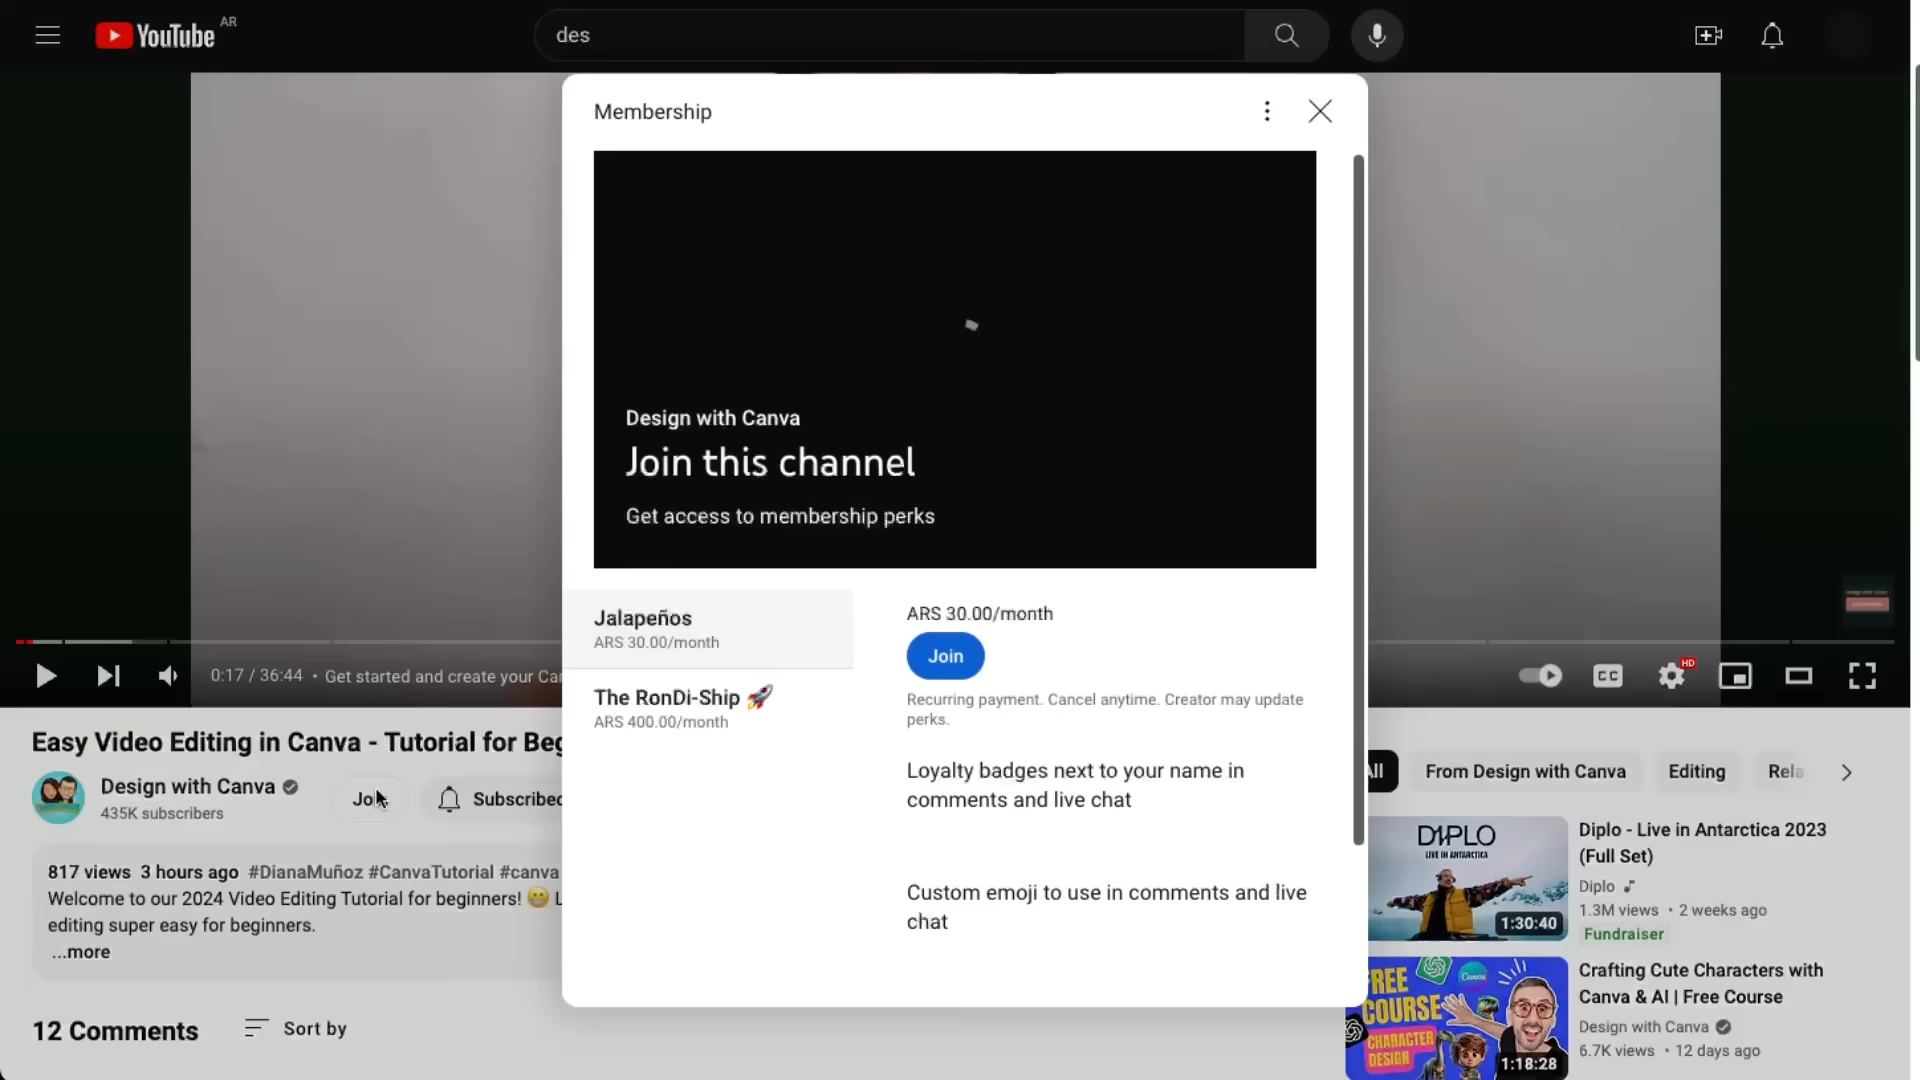 YouTube AR
des
Membership
Design with Canva
Join this channel
Get access to membership perks
Jalapeños
ARS 30.00/month
The RonDi-Ship 🚀
ARS 400.00/month
ARS 30.00/month
Join
Recurring payment. Cancel anytime. Creator may update
perks.
Loyalty badges next to your name in
comments and live chat
Custom emoji to use in comments and live
chat
0:17 / 36:44 • Get started and create your Ca
CC
HD
Easy Video Editing in Canva - Tutorial for Beg
Design with Canva
435K subscribers
Joi
Subscribed
817 views 3 hours ago #DianaMuñoz #CanvaTutorial #canva
Welcome to our 2024 Video Editing Tutorial for beginners! 😁 L
editing super easy for beginners.
...more
12 Comments
Sort by
All
From Design with Canva
Editing
Rela
DIPLO
LIVE IN ANTARCTICA
1:30:40
Diplo - Live in Antarctica 2023
(Full Set)
Diplo
1.3M views • 2 weeks ago
Fundraiser
FREE
COURSE
CHARACTER
DESIGN
Canva
1:18:28
Crafting Cute Characters with
Canva & AI | Free Course
Design with Canva
6.7K views • 12 days ago